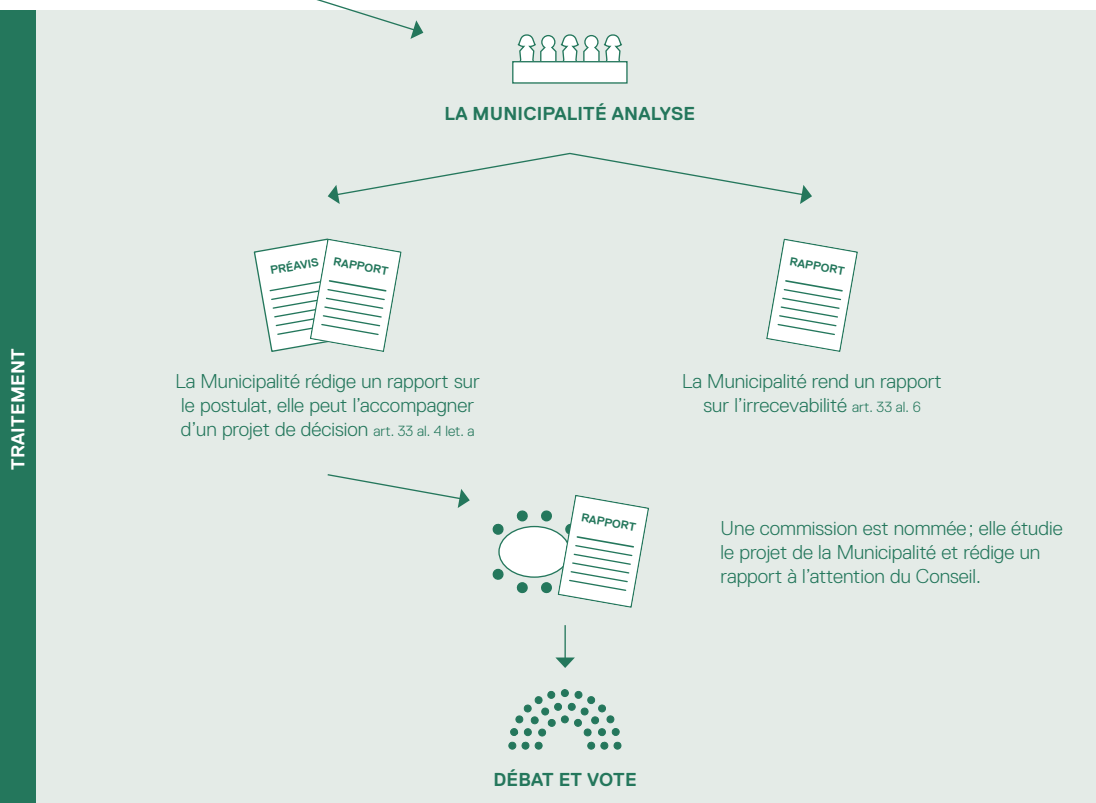 TRAITEMENT
LA MUNICIPALITÉ ANALYSE
PRÉAVIS
RAPPORT
La Municipalité rédige un rapport sur
le postulat, elle peut l’accompagner
d’un projet de décision art. 33 al. 4 let. a
RAPPORT
La Municipalité rend un rapport
sur l’irrecevabilité art. 33 al. 6
RAPPORT
Une commission est nommée ; elle étudie
le projet de la Municipalité et rédige un
rapport à l’attention du Conseil.
DÉBAT ET VOTE